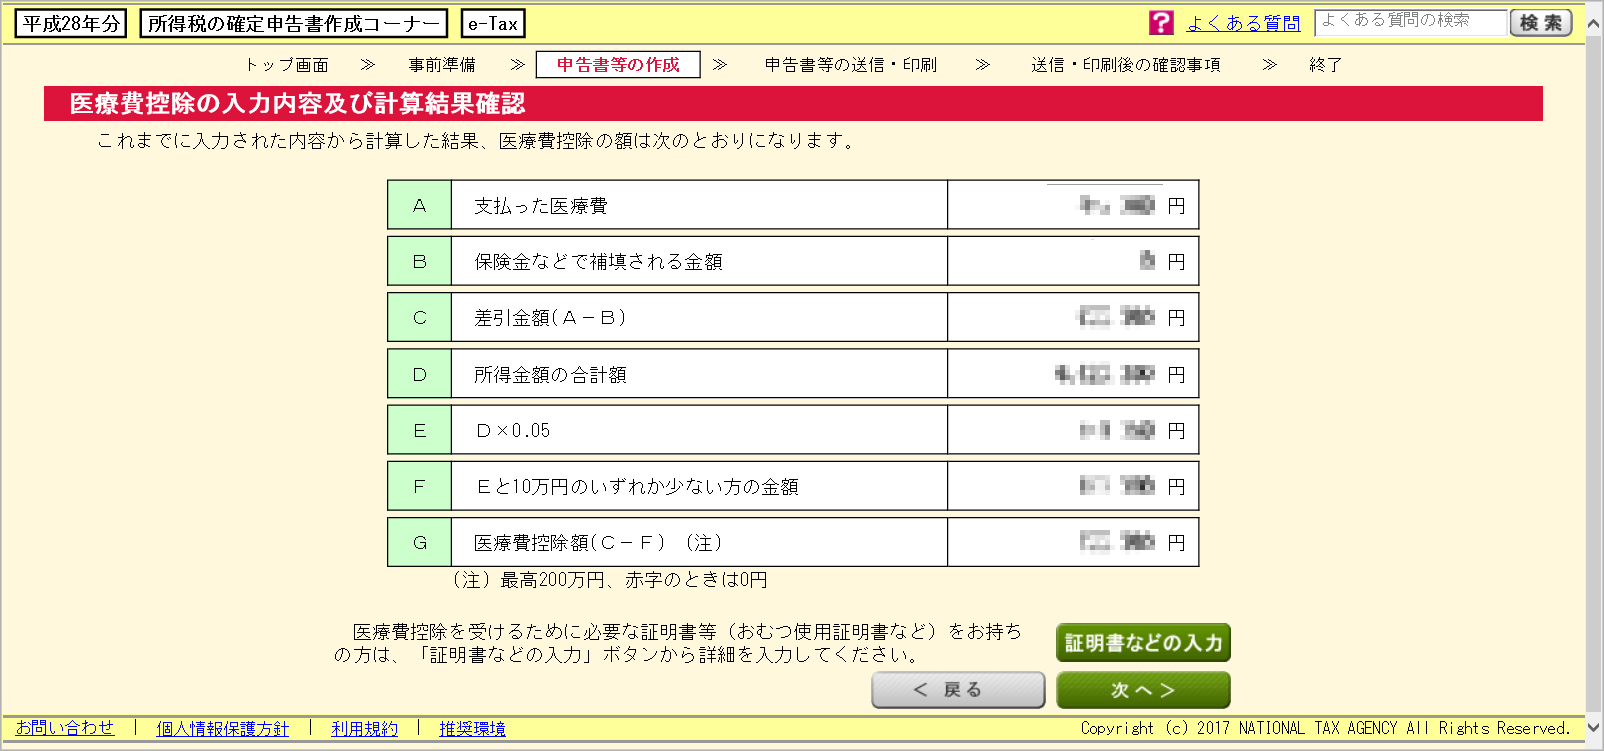 平成28年分 所得税の確定申告書作成コーナー e-Tax ? よくある質問 よくある質問の検索 検索
トップ画面 ≫ 事前準備 ≫ 申告書等の作成 ≫ 申告書等の送信・印刷 ≫ 送信・印刷後の確認事項 ≫ 終了
医療費控除の入力内容及び計算結果確認
これまでに入力された内容から計算した結果、医療費控除の額は次のとおりになります。
A 支払った医療費 円
B 保険金などで補填される金額 円
C 差引金額(A－B) 円
D 所得金額の合計額 円
E D×0.05 円
F Eと10万円のいずれか少ない方の金額 円
G 医療費控除額(C－F)（注） 円
（注）最高200万円、赤字のときは0円
医療費控除を受けるために必要な証明書等（おむつ使用証明書など）をお持ち
の方は、「証明書などの入力」ボタンから詳細を入力してください。
証明書などの入力
＜ 戻る 次へ＞
お問い合わせ | 個人情報保護方針 | 利用規約 | 推奨環境 Copyright (c) 2017 NATIONAL TAX AGENCY All Rights Reserved.